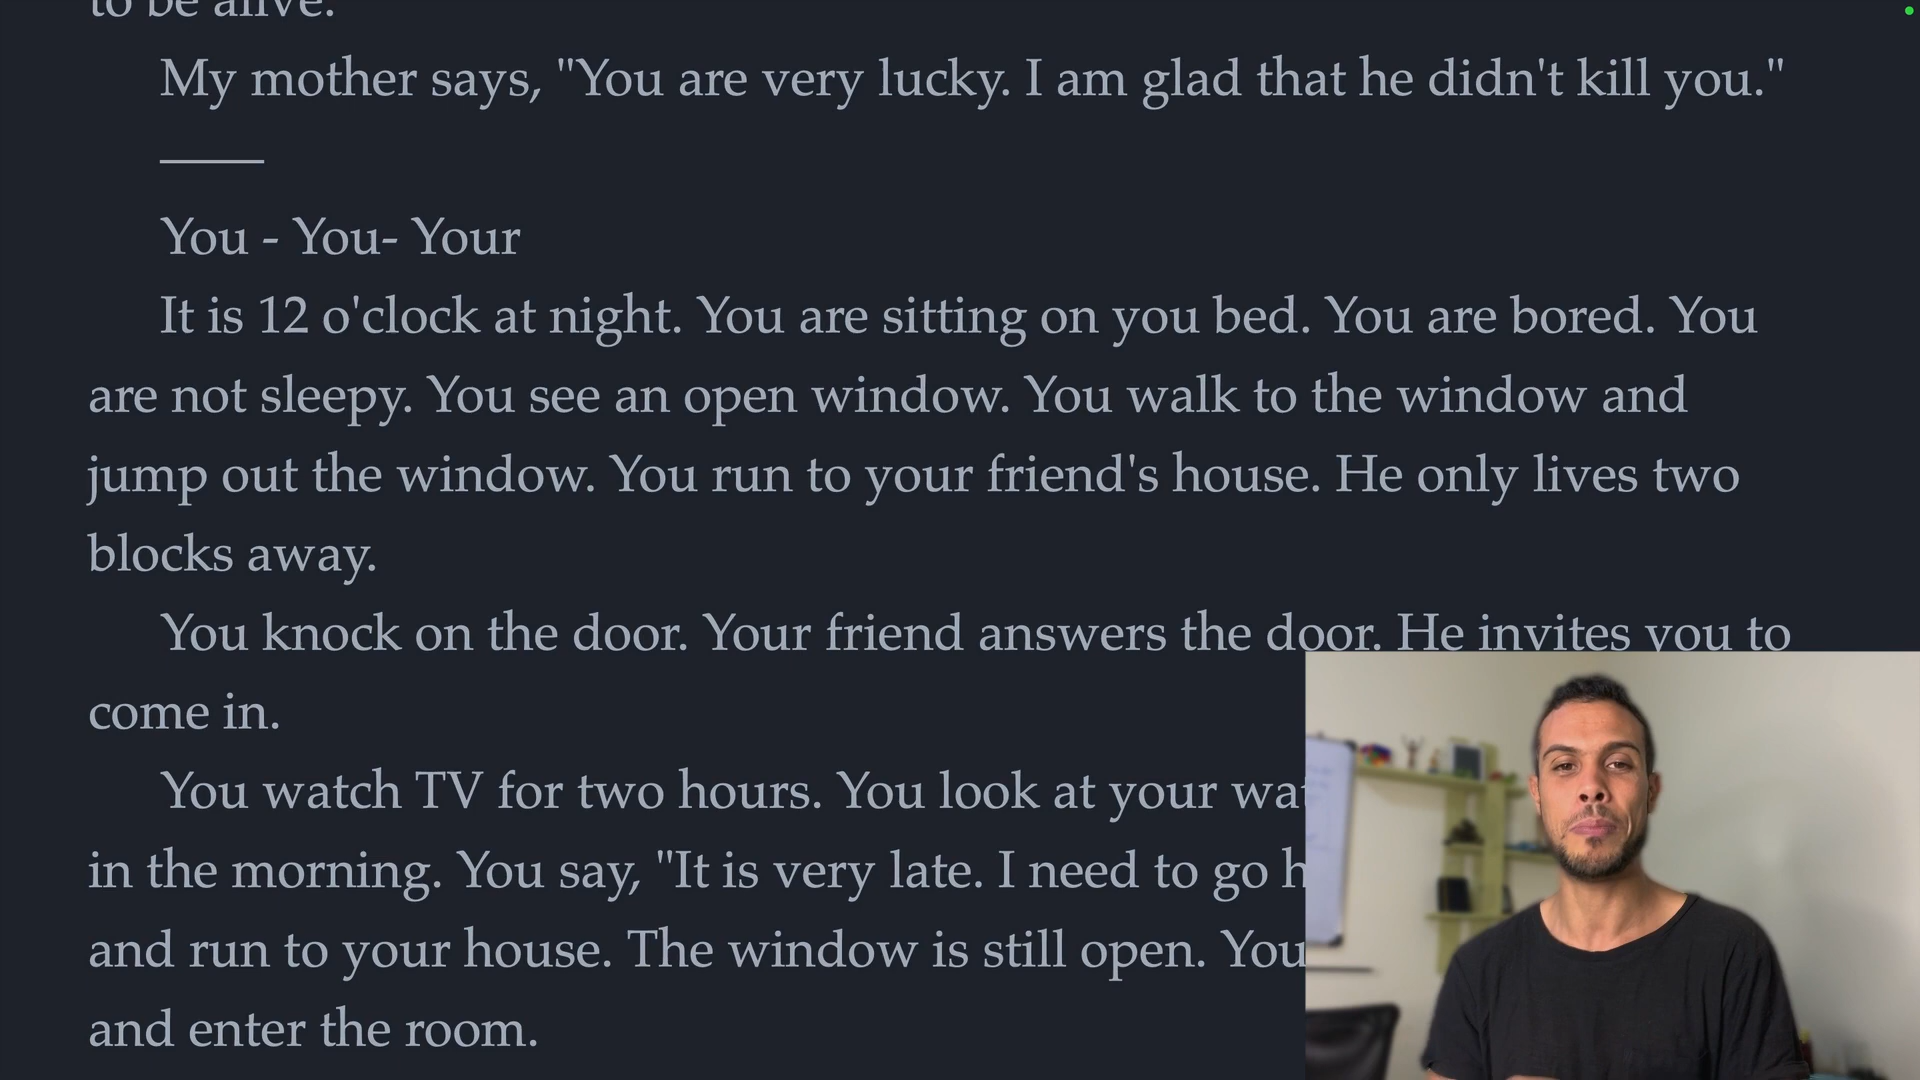 to be alive.
My mother says, "You are very lucky. I am glad that he didn't kill you."
You - You- Your
It is 12 o'clock at night. You are sitting on you bed. You are bored. You
are not sleepy. You see an open window. You walk to the window and
jump out the window. You run to your friend's house. He only lives two
blocks away.
You knock on the door. Your friend answers the door. He invites you to
come in.
You watch TV for two hours. You look at your
in the morning. You say, "It is very late. I need to go
and run to your house. The window is still open. You
and enter the room.